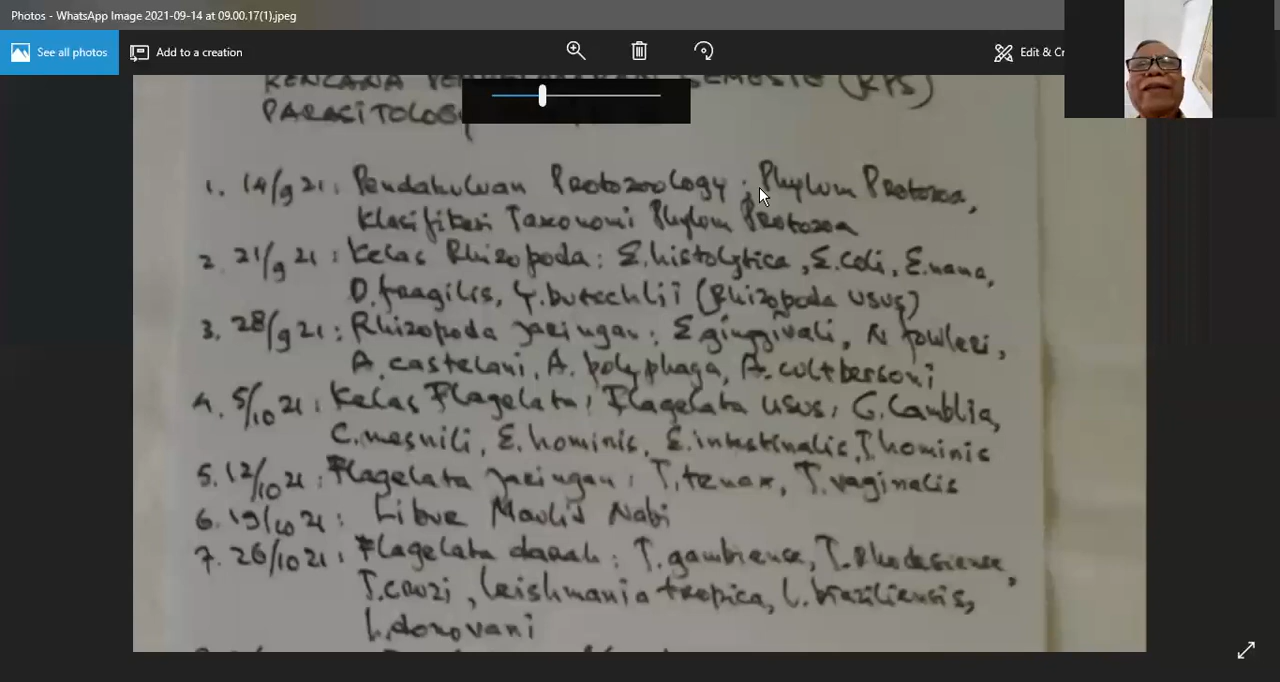 Photos - WhatsApp Image 2021-09-14 at 09.00.17(1).jpeg
See all photos
Add to a creation
Edit & Cr
SEMESTE (RPS)
PARASITOLOGY
1. 14/9 21: Pendahuluan Protozoology; Phylum Protozoa,
Klasifikasi Taxonomi Phylum Protozoa
2. 21/9 21: Kelas Rhizopoda: E.histolytica, E.coli, E.nana,
D.fragilis, Y.butschlii (Rhizopoda usus)
3. 28/9 21: Rhizopoda jaringan: E ginggivali, N fowleri,
A.castelani, A. polyphaga, A.cultbersoni
4. 5/10 21: Kelas Flagelata: Flagelata usus: G.Lamblia,
C.mesnili, E.hominis, E.intestinalis, T.hominis
5. 12/10 21: Flagelata jaringan: T.tenax, T.vaginalis
6. 19/10 21: Libur Maulid Nabi
7. 26/10 21: Flagelata darah: T.gambiense, T.Rhodesiense,
T.cruzi, Leishmania tropica, L.braziliensis,
L.donovani